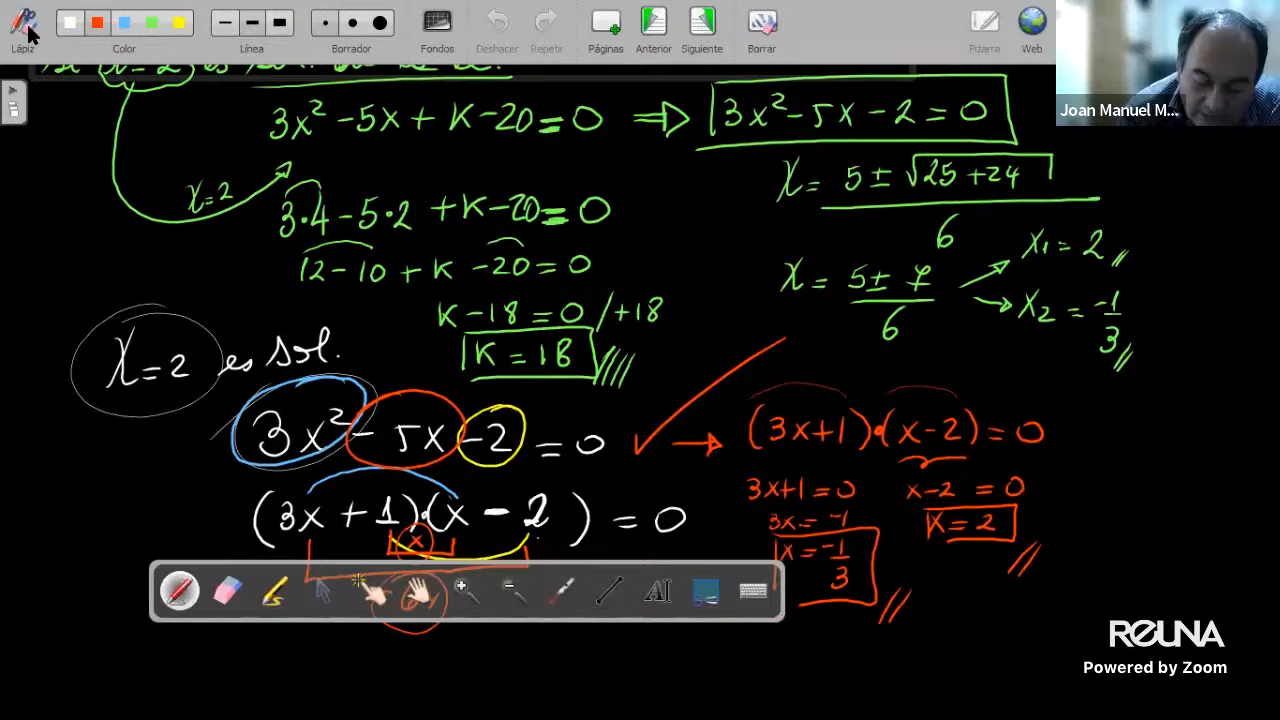 Lápiz Color Línea Borrador Fondos Deshacer Repetir Páginas Anterior Siguiente Borrar Pizarra Web
Joan Manuel M...
x=2
3x² - 5x + K - 20 = 0 ⇒ 3x² - 5x - 2 = 0
x=2
3•4 - 5•2 + K - 20 = 0
12 - 10 + K - 20 = 0
K - 18 = 0 / +18
K = 18
x = 5 ± √25 + 24
6
x = 5 ± 7
6
x1 = 2
x2 = -1
3
x = 2 es sol.
3x² - 5x - 2 = 0
(3x + 1)•(x - 2) = 0
x
→ (3x+1)•(x-2) = 0
3x+1 = 0
3x = -1
x = -1
3
x-2 = 0
x = 2
AI
REUNA
Powered by Zoom